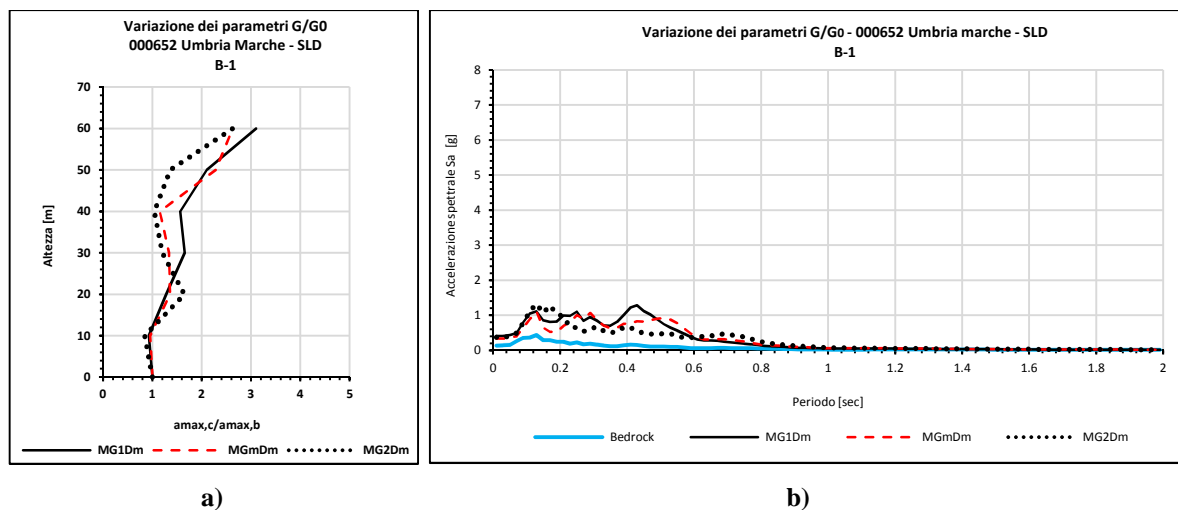 Variazione dei parametri G/G0
000652 Umbria Marche - SLD
B-1
70
60
50
40
30
20
10
0
Altezza [m]
0 1 2 3 4 5
amax,c/amax,b
MG1Dm MGmDm MG2Dm
a)
Variazione dei parametri G/G0 - 000652 Umbria marche - SLD
B-1
8
7
6
5
4
3
2
1
0
Accelerazione spettrale Sa [g]
0 0.2 0.4 0.6 0.8 1 1.2 1.4 1.6 1.8 2
Periodo [sec]
Bedrock MG1Dm MGmDm MG2Dm
b)